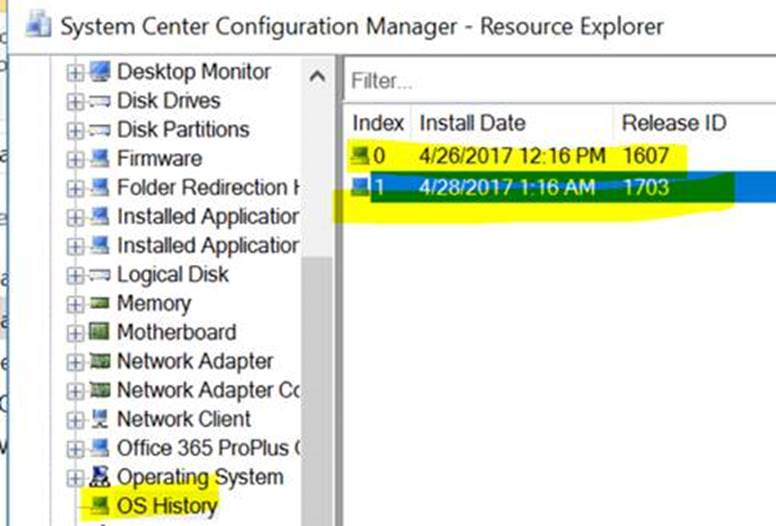 System Center Configuration Manager - Resource Explorer
Desktop Monitor
Disk Drives
Disk Partitions
Firmware
Folder Redirection H
Installed Application
Installed Application
Logical Disk
Memory
Motherboard
Network Adapter
Network Adapter Co
Network Client
Office 365 ProPlus C
Operating System
OS History
Filter...
Index Install Date Release ID
0 4/26/2017 12:16 PM 1607
1 4/28/2017 1:16 AM 1703